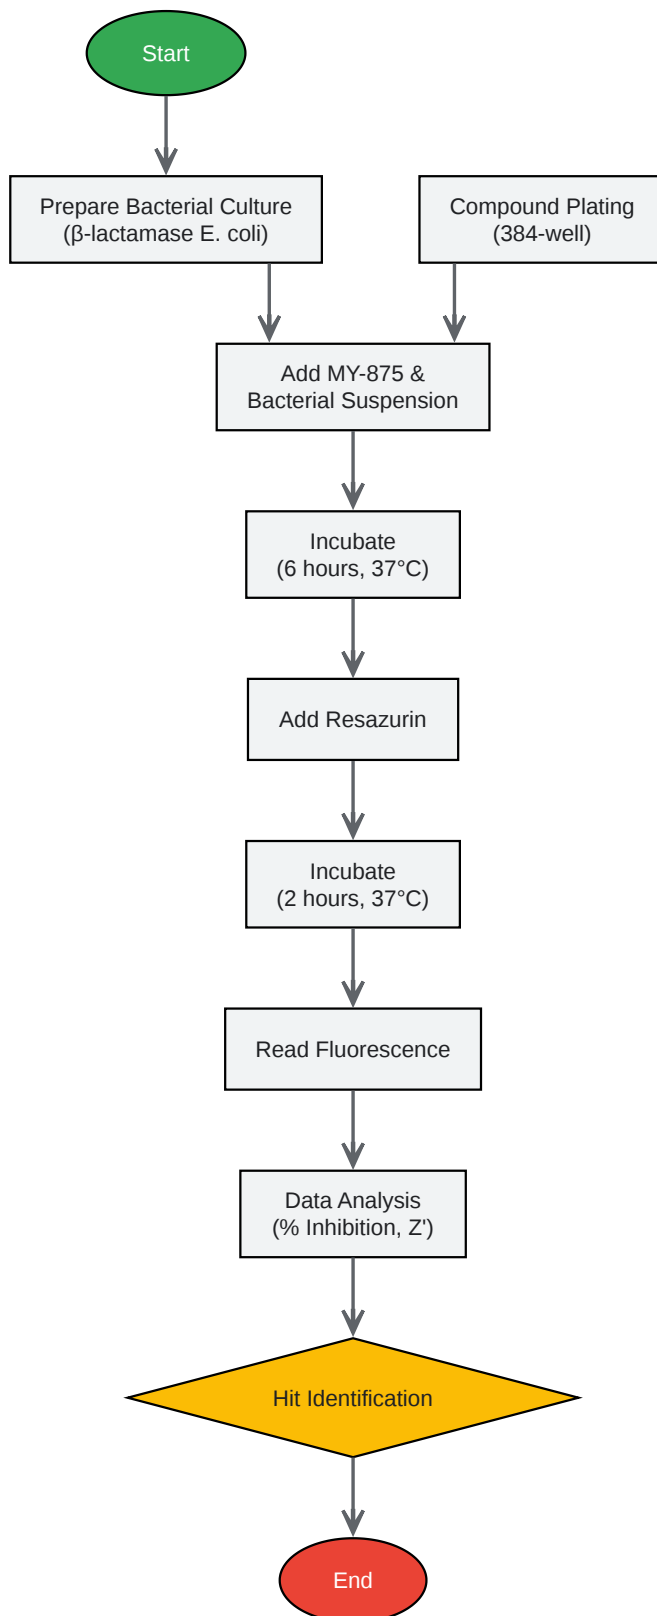 Start
Prepare Bacterial Culture
(β-lactamase E. coli)
Compound Plating
(384-well)
Add MY-875 &
Bacterial Suspension
Incubate
(6 hours, 37°C)
Add Resazurin
Incubate
(2 hours, 37°C)
Read Fluorescence
Data Analysis
(% Inhibition, Z')
Hit Identification
End